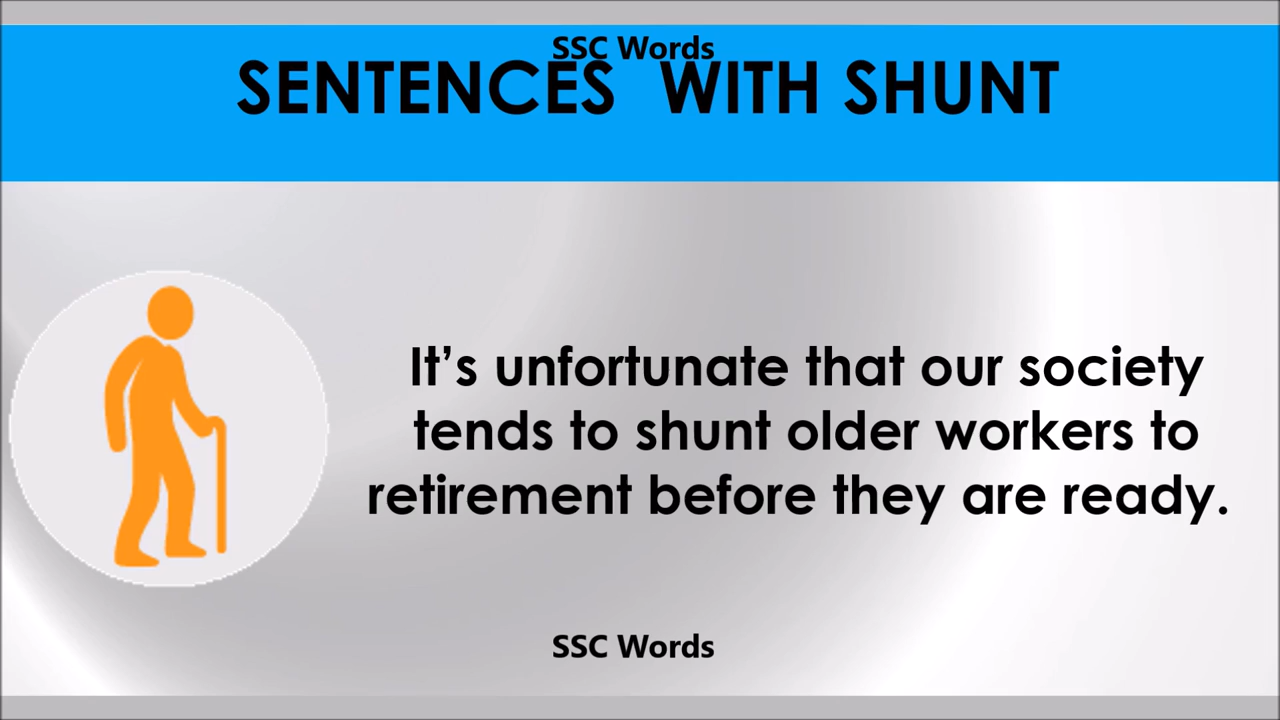 SSC Words
SENTENCES WITH SHUNT
It’s unfortunate that our society
tends to shunt older workers to
retirement before they are ready.
SSC Words